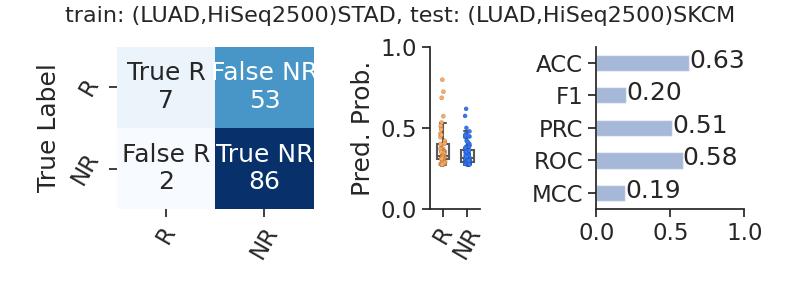 train: (LUAD,HiSeq2500)STAD, test: (LUAD,HiSeq2500)SKCM
True Label
R
NR
True R
7
False NR
53
False R
2
True NR
86
R
NR
Pred. Prob.
1.0
0.5
0.0
R
NR
ACC
0.63
F1
0.20
PRC
0.51
ROC
0.58
MCC
0.19
0.0
0.5
1.0